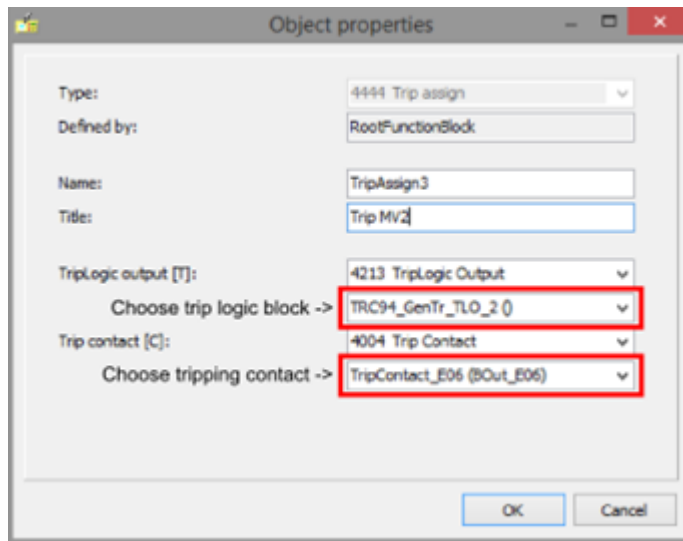 Object properties
Type: 4444 Trip assign
Defined by: RootFunctionBlock
Name: TripAssign3
Title: Trip MV2
TripLogic output [T]: 4213 TripLogic Output
Choose trip logic block -> TRC94_GenTr_TLO_2 ()
Trip contact [C]: 4004 Trip Contact
Choose tripping contact -> TripContact_E06 (BOut_E06)
OK Cancel